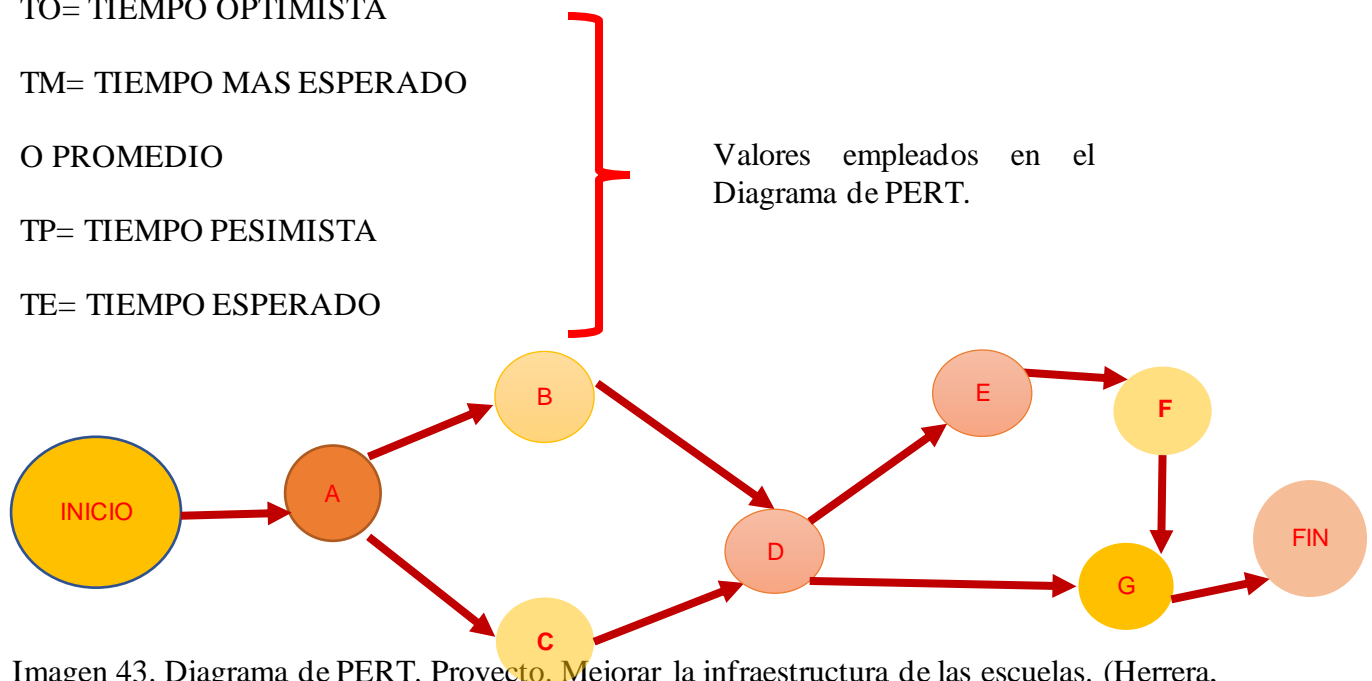 TO= TIEMPO OPTIMISTA
TM= TIEMPO MAS ESPERADO
O PROMEDIO
TP= TIEMPO PESIMISTA
TE= TIEMPO ESPERADO
Valores empleados en el
Diagrama de PERT.
INICIO
A
B
C
D
E
F
G
FIN
Imagen 43. Diagrama de PERT. Proyecto. Mejorar la infraestructura de las escuelas. (Herrera,